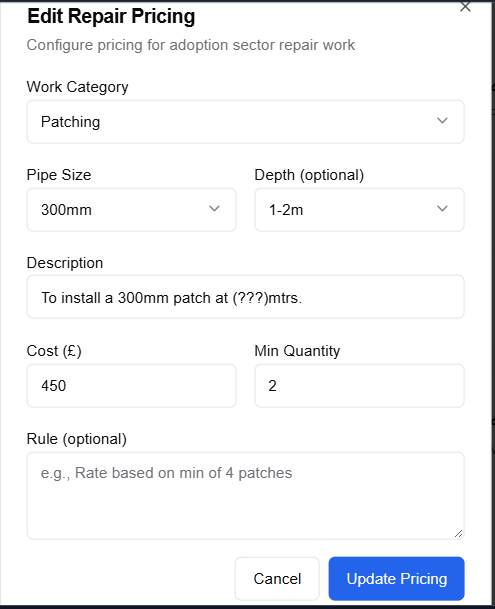 Edit Repair Pricing
Configure pricing for adoption sector repair work
Work Category
Patching
Pipe Size
Depth (optional)
300mm
1-2m
Description
To install a 300mm patch at (???)mtrs.
Cost (£)
Min Quantity
450
2
Rule (optional)
e.g., Rate based on min of 4 patches
Cancel
Update Pricing